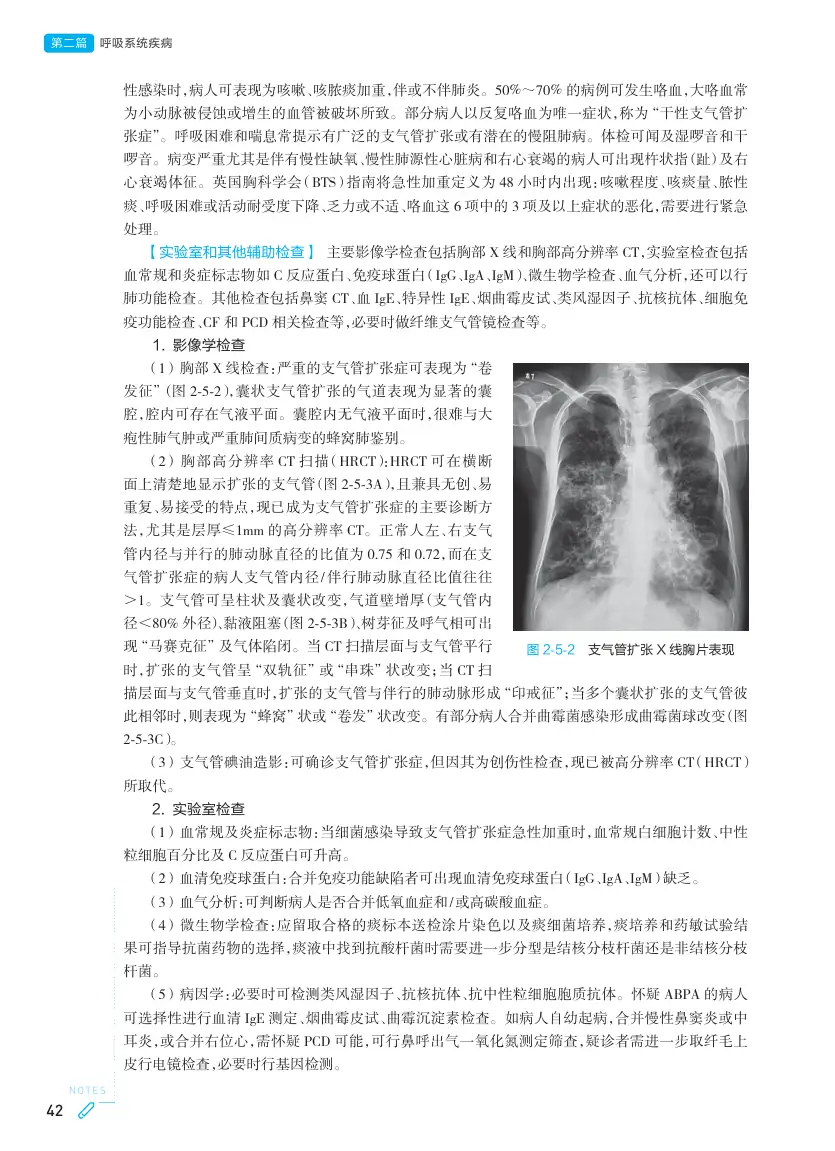 第二篇 呼吸系统疾病
性感染时,病人可表现为咳嗽、咳脓痰加重,伴或不伴肺炎。50%～70% 的病例可发生咯血,大咯血常
为小动脉被侵蚀或增生的血管被破坏所致。部分病人以反复咯血为唯一症状,称为“干性支气管扩
张症”。呼吸困难和喘息常提示有广泛的支气管扩张或有潜在的慢阻肺病。体检可闻及湿啰音和干
啰音。病变严重尤其是伴有慢性缺氧、慢性肺源性心脏病和右心衰竭的病人可出现杵状指(趾)及右
心衰竭体征。英国胸科学会(BTS)指南将急性加重定义为 48 小时内出现:咳嗽程度、咳痰量、脓性
痰、呼吸困难或活动耐受度下降、乏力或不适、咯血这 6 项中的 3 项及以上症状的恶化,需要进行紧急
处理。
【实验室和其他辅助检查】 主要影像学检查包括胸部 X 线和胸部高分辨率 CT,实验室检查包括
血常规和炎症标志物如 C 反应蛋白、免疫球蛋白(IgG、IgA、IgM)、微生物学检查、血气分析,还可以行
肺功能检查。其他检查包括鼻窦 CT、血 IgE、特异性 IgE、烟曲霉皮试、类风湿因子、抗核抗体、细胞免
疫功能检查、CF 和 PCD 相关检查等,必要时做纤维支气管镜检查等。
1. 影像学检查
(1)胸部 X 线检查:严重的支气管扩张症可表现为“卷
发征”(图 2-5-2),囊状支气管扩张的气道表现为显著的囊
腔,腔内可存在气液平面。囊腔内无气液平面时,很难与大
疱性肺气肿或严重肺间质病变的蜂窝肺鉴别。
(2)胸部高分辨率 CT 扫描(HRCT):HRCT 可在横断
面上清楚地显示扩张的支气管(图 2-5-3A),且兼具无创、易
重复、易接受的特点,现已成为支气管扩张症的主要诊断方
法,尤其是层厚≤1mm 的高分辨率 CT。正常人左、右支气
管内径与并行的肺动脉直径的比值为 0.75 和 0.72,而在支
气管扩张症的病人支气管内径/伴行肺动脉直径比值往往
＞1。支气管可呈柱状及囊状改变,气道壁增厚(支气管内
径＜80% 外径)、黏液阻塞(图 2-5-3B)、树芽征及呼气相可出
现“马赛克征”及气体陷闭。当 CT 扫描层面与支气管平行
时,扩张的支气管呈“双轨征”或“串珠”状改变;当 CT 扫
图 2-5-2 支气管扩张 X 线胸片表现
描层面与支气管垂直时,扩张的支气管与伴行的肺动脉形成“印戒征”;当多个囊状扩张的支气管彼
此相邻时,则表现为“蜂窝”状或“卷发”状改变。有部分病人合并曲霉菌感染形成曲霉菌球改变(图
2-5-3C)。
(3)支气管碘油造影:可确诊支气管扩张症,但因其为创伤性检查,现已被高分辨率 CT(HRCT)
所取代。
2. 实验室检查
(1)血常规及炎症标志物:当细菌感染导致支气管扩张症急性加重时,血常规白细胞计数、中性
粒细胞百分比及 C 反应蛋白可升高。
(2)血清免疫球蛋白:合并免疫功能缺陷者可出现血清免疫球蛋白(IgG、IgA、IgM)缺乏。
(3)血气分析:可判断病人是否合并低氧血症和/或高碳酸血症。
(4)微生物学检查:应留取合格的痰标本送检涂片染色以及痰细菌培养,痰培养和药敏试验结
果可指导抗菌药物的选择,痰液中找到抗酸杆菌时需要进一步分型是结核分枝杆菌还是非结核分枝
杆菌。
(5)病因学:必要时可检测类风湿因子、抗核抗体、抗中性粒细胞胞质抗体。怀疑 ABPA 的病人
可选择性进行血清 IgE 测定、烟曲霉皮试、曲霉沉淀素检查。如病人自幼起病,合并慢性鼻窦炎或中
耳炎,或合并右位心,需怀疑 PCD 可能,可行鼻呼出气一氧化氮测定筛查,疑诊者需进一步取纤毛上
皮行电镜检查,必要时行基因检测。
NOTES
42